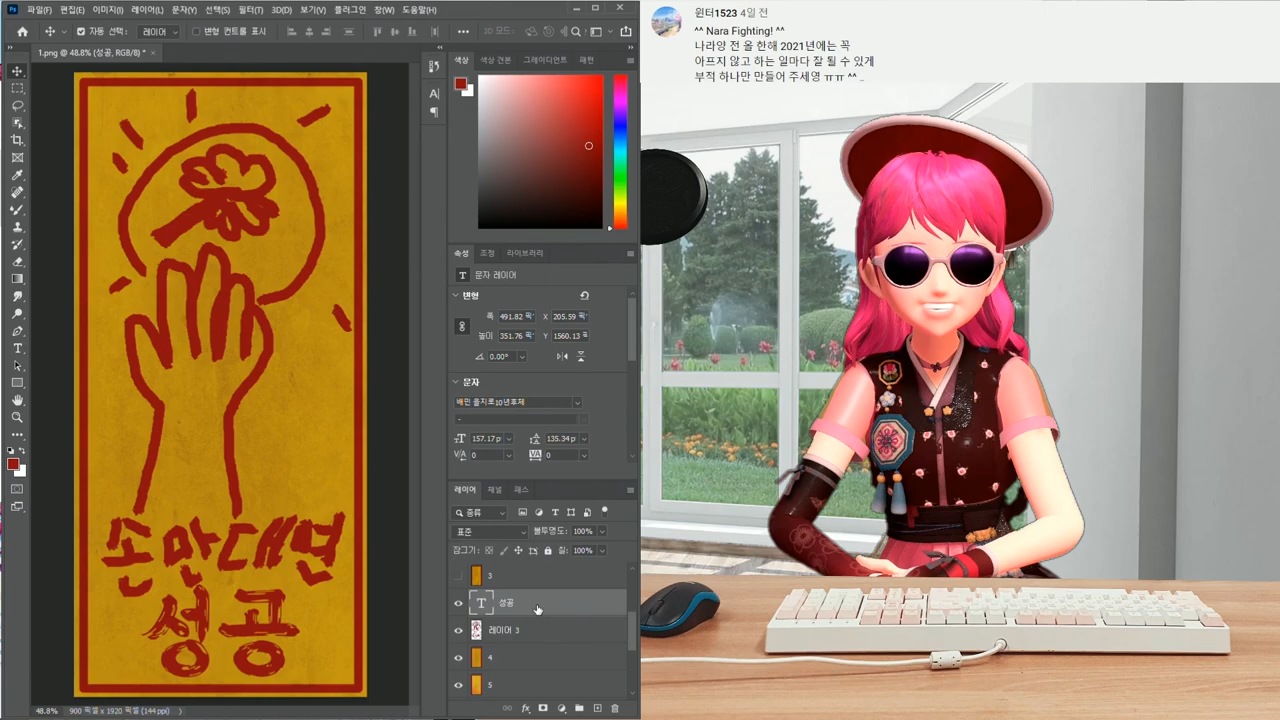 파일(F) 편집(E) 이미지(I) 레이어(L) 문자(Y) 선택(S) 필터(T) 3D(D) 보기(V) 플러그인 창(W) 도움말(H)
자동 선택: 레이어 변형 컨트롤 표시 3D 모드:
1.png @ 48.8% (성공, RGB/8) *
손만대면
성공
48.8% 900 픽셀 x 1920 픽셀 (144 ppi)
색상 색상 견본 그레이디언트 패턴
속성 조정 라이브러리
문자 레이어
변형
폭 491.82 픽 X 205.59 픽
높이 351.76 픽 Y 1560.13
0.00°
문자
배민 을지로10년후체
-
157.17 p 135.34 p
0 0
레이어 채널 패스
종류
표준 불투명도: 100%
잠그기: 칠: 100%
3
성공
레이어 3
4
5
윈터1523 4일 전
^^ Nara Fighting! ^^
나라양 전 올 한해 2021년에는 꼭
아프지 않고 하는 일마다 잘 될 수 있게
부적 하나만 만들어 주세영 ㅠㅠ ^^ _